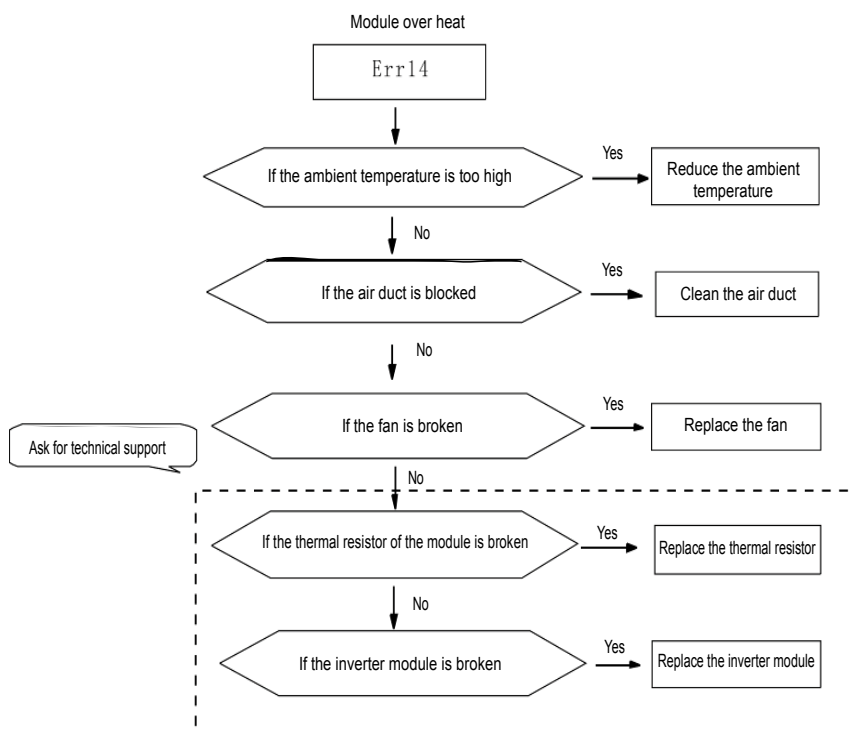 Module over heat
Err14
If the ambient temperature is too high
Yes
Reduce the ambient
temperature
No
If the air duct is blocked
Yes
Clean the air duct
No
If the fan is broken
Yes
Replace the fan
Ask for technical support
No
If the thermal resistor of the module is broken
Yes
Replace the thermal resistor
No
If the inverter module is broken
Yes
Replace the inverter module